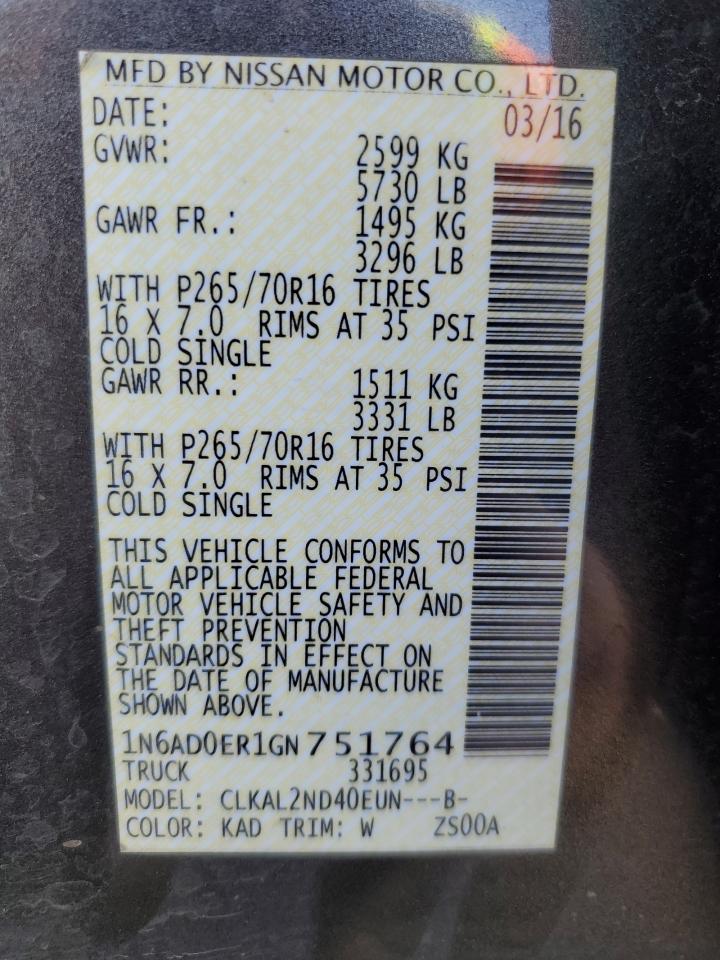 MFD BY NISSAN MOTOR CO., LTD.
DATE: 03/16
GVWR: 2599 KG
5730 LB
GAWR FR.: 1495 KG
3296 LB
WITH P265/70R16 TIRES
16 X 7.0 RIMS AT 35 PSI
COLD SINGLE
GAWR RR.: 1511 KG
3331 LB
WITH P265/70R16 TIRES
16 X 7.0 RIMS AT 35 PSI
COLD SINGLE
THIS VEHICLE CONFORMS TO
ALL APPLICABLE FEDERAL
MOTOR VEHICLE SAFETY AND
THEFT PREVENTION
STANDARDS IN EFFECT ON
THE DATE OF MANUFACTURE
SHOWN ABOVE.
1N6AD0ER1GN751764
TRUCK 331695
MODEL: CLKAL2ND40EUN---B-
COLOR: KAD TRIM: W ZS00A